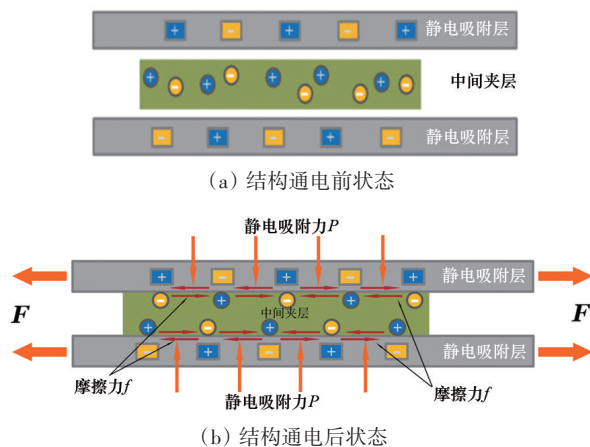 + - + - +
静电吸附层
+ - + - + - + - + -
中间夹层
- + - + -
静电吸附层
(a)结构通电前状态
静电吸附力P
+ - + - +
静电吸附层
- + - + -
F
中间夹层
F
+ - + - +
- + - + -
静电吸附层
摩擦力f
静电吸附力P
摩擦力f
(b)结构通电后状态